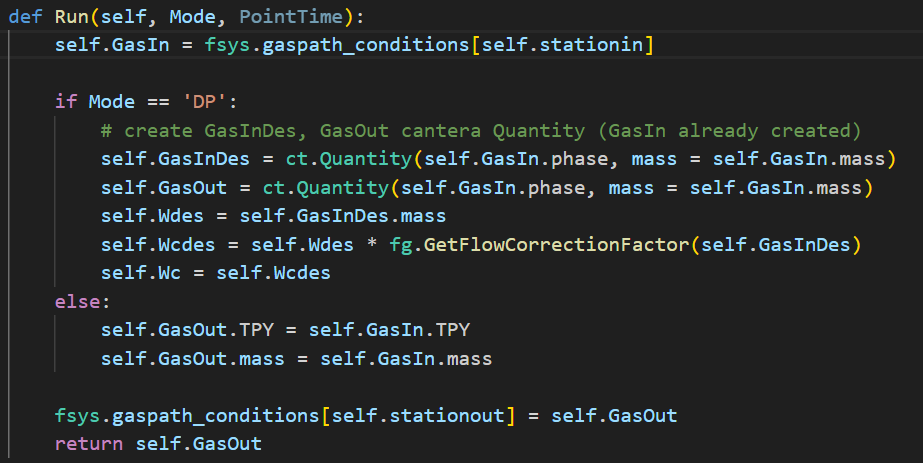 def Run(self, Mode, PointTime):
    self.GasIn = fsys.gaspath_conditions[self.stationin]

    if Mode == 'DP':
        # create GasInDes, GasOut cantera Quantity (GasIn already created)
        self.GasInDes = ct.Quantity(self.GasIn.phase, mass = self.GasIn.mass)
        self.GasOut = ct.Quantity(self.GasIn.phase, mass = self.GasIn.mass)
        self.Wdes = self.GasInDes.mass
        self.Wcdes = self.Wdes * fg.GetFlowCorrectionFactor(self.GasInDes)
        self.Wc = self.Wcdes
    else:
        self.GasOut.TPY = self.GasIn.TPY
        self.GasOut.mass = self.GasIn.mass

    fsys.gaspath_conditions[self.stationout] = self.GasOut
    return self.GasOut